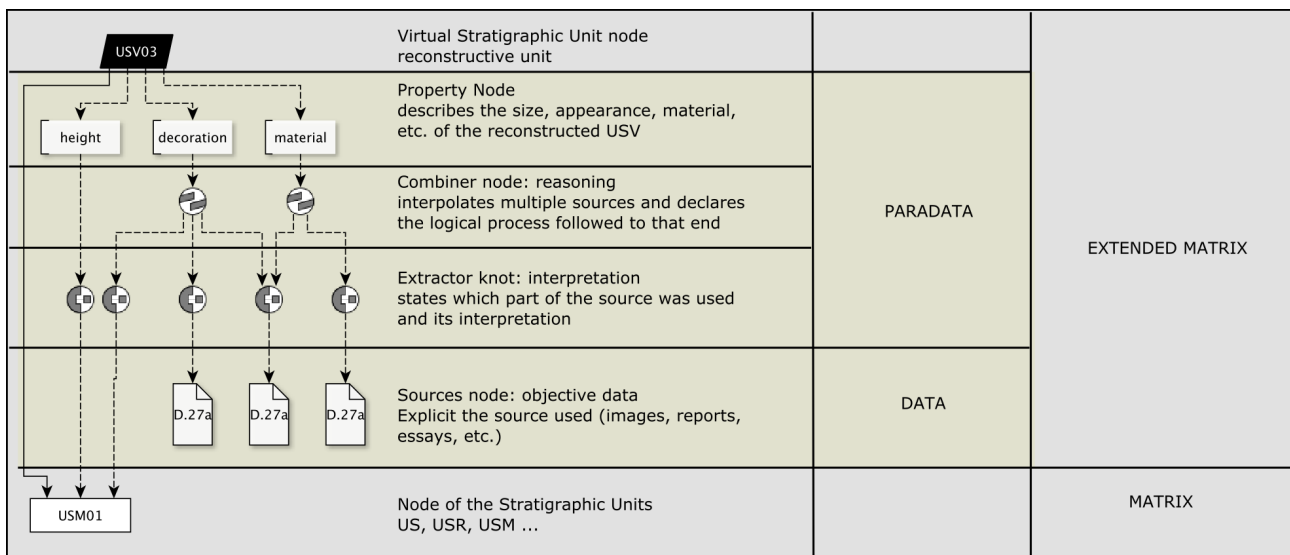 USV03
Virtual Stratigraphic Unit node
reconstructive unit
height
decoration
material
Property Node
describes the size, appearance, material,
etc. of the reconstructed USV
Combiner node: reasoning
interpolates multiple sources and declares
the logical process followed to that end
PARADATA
EXTENDED MATRIX
Extractor knot: interpretation
states which part of the source was used
and its interpretation
D.27a
D.27a
D.27a
Sources node: objective data
Explicit the source used (images, reports,
essays, etc.)
DATA
USM01
Node of the Stratigraphic Units
US, USR, USM ...
MATRIX